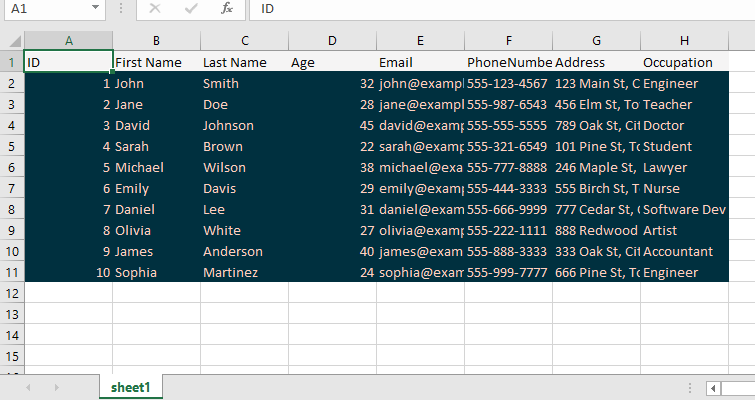 A1 fx ID
A B C D E F G H
1 ID First Name Last Name Age Email PhoneNumbe Address Occupation
2 1 John Smith 32 john@exampl 555-123-4567 123 Main St, C Engineer
3 2 Jane Doe 28 jane@exampl 555-987-6543 456 Elm St, To Teacher
4 3 David Johnson 45 david@examp 555-555-5555 789 Oak St, Cit Doctor
5 4 Sarah Brown 22 sarah@examp 555-321-6549 101 Pine St, To Student
6 5 Michael Wilson 38 michael@exa 555-777-8888 246 Maple St, Lawyer
7 6 Emily Davis 29 emily@examp 555-444-3333 555 Birch St, T Nurse
8 7 Daniel Lee 31 daniel@exam 555-666-9999 777 Cedar St, Software Dev
9 8 Olivia White 27 olivia@examp 555-222-1111 888 Redwood Artist
10 9 James Anderson 40 james@exam 555-888-3333 333 Oak St, Cit Accountant
11 10 Sophia Martinez 24 sophia@exam 555-999-7777 666 Pine St, To Engineer
12
13
14
15
sheet1